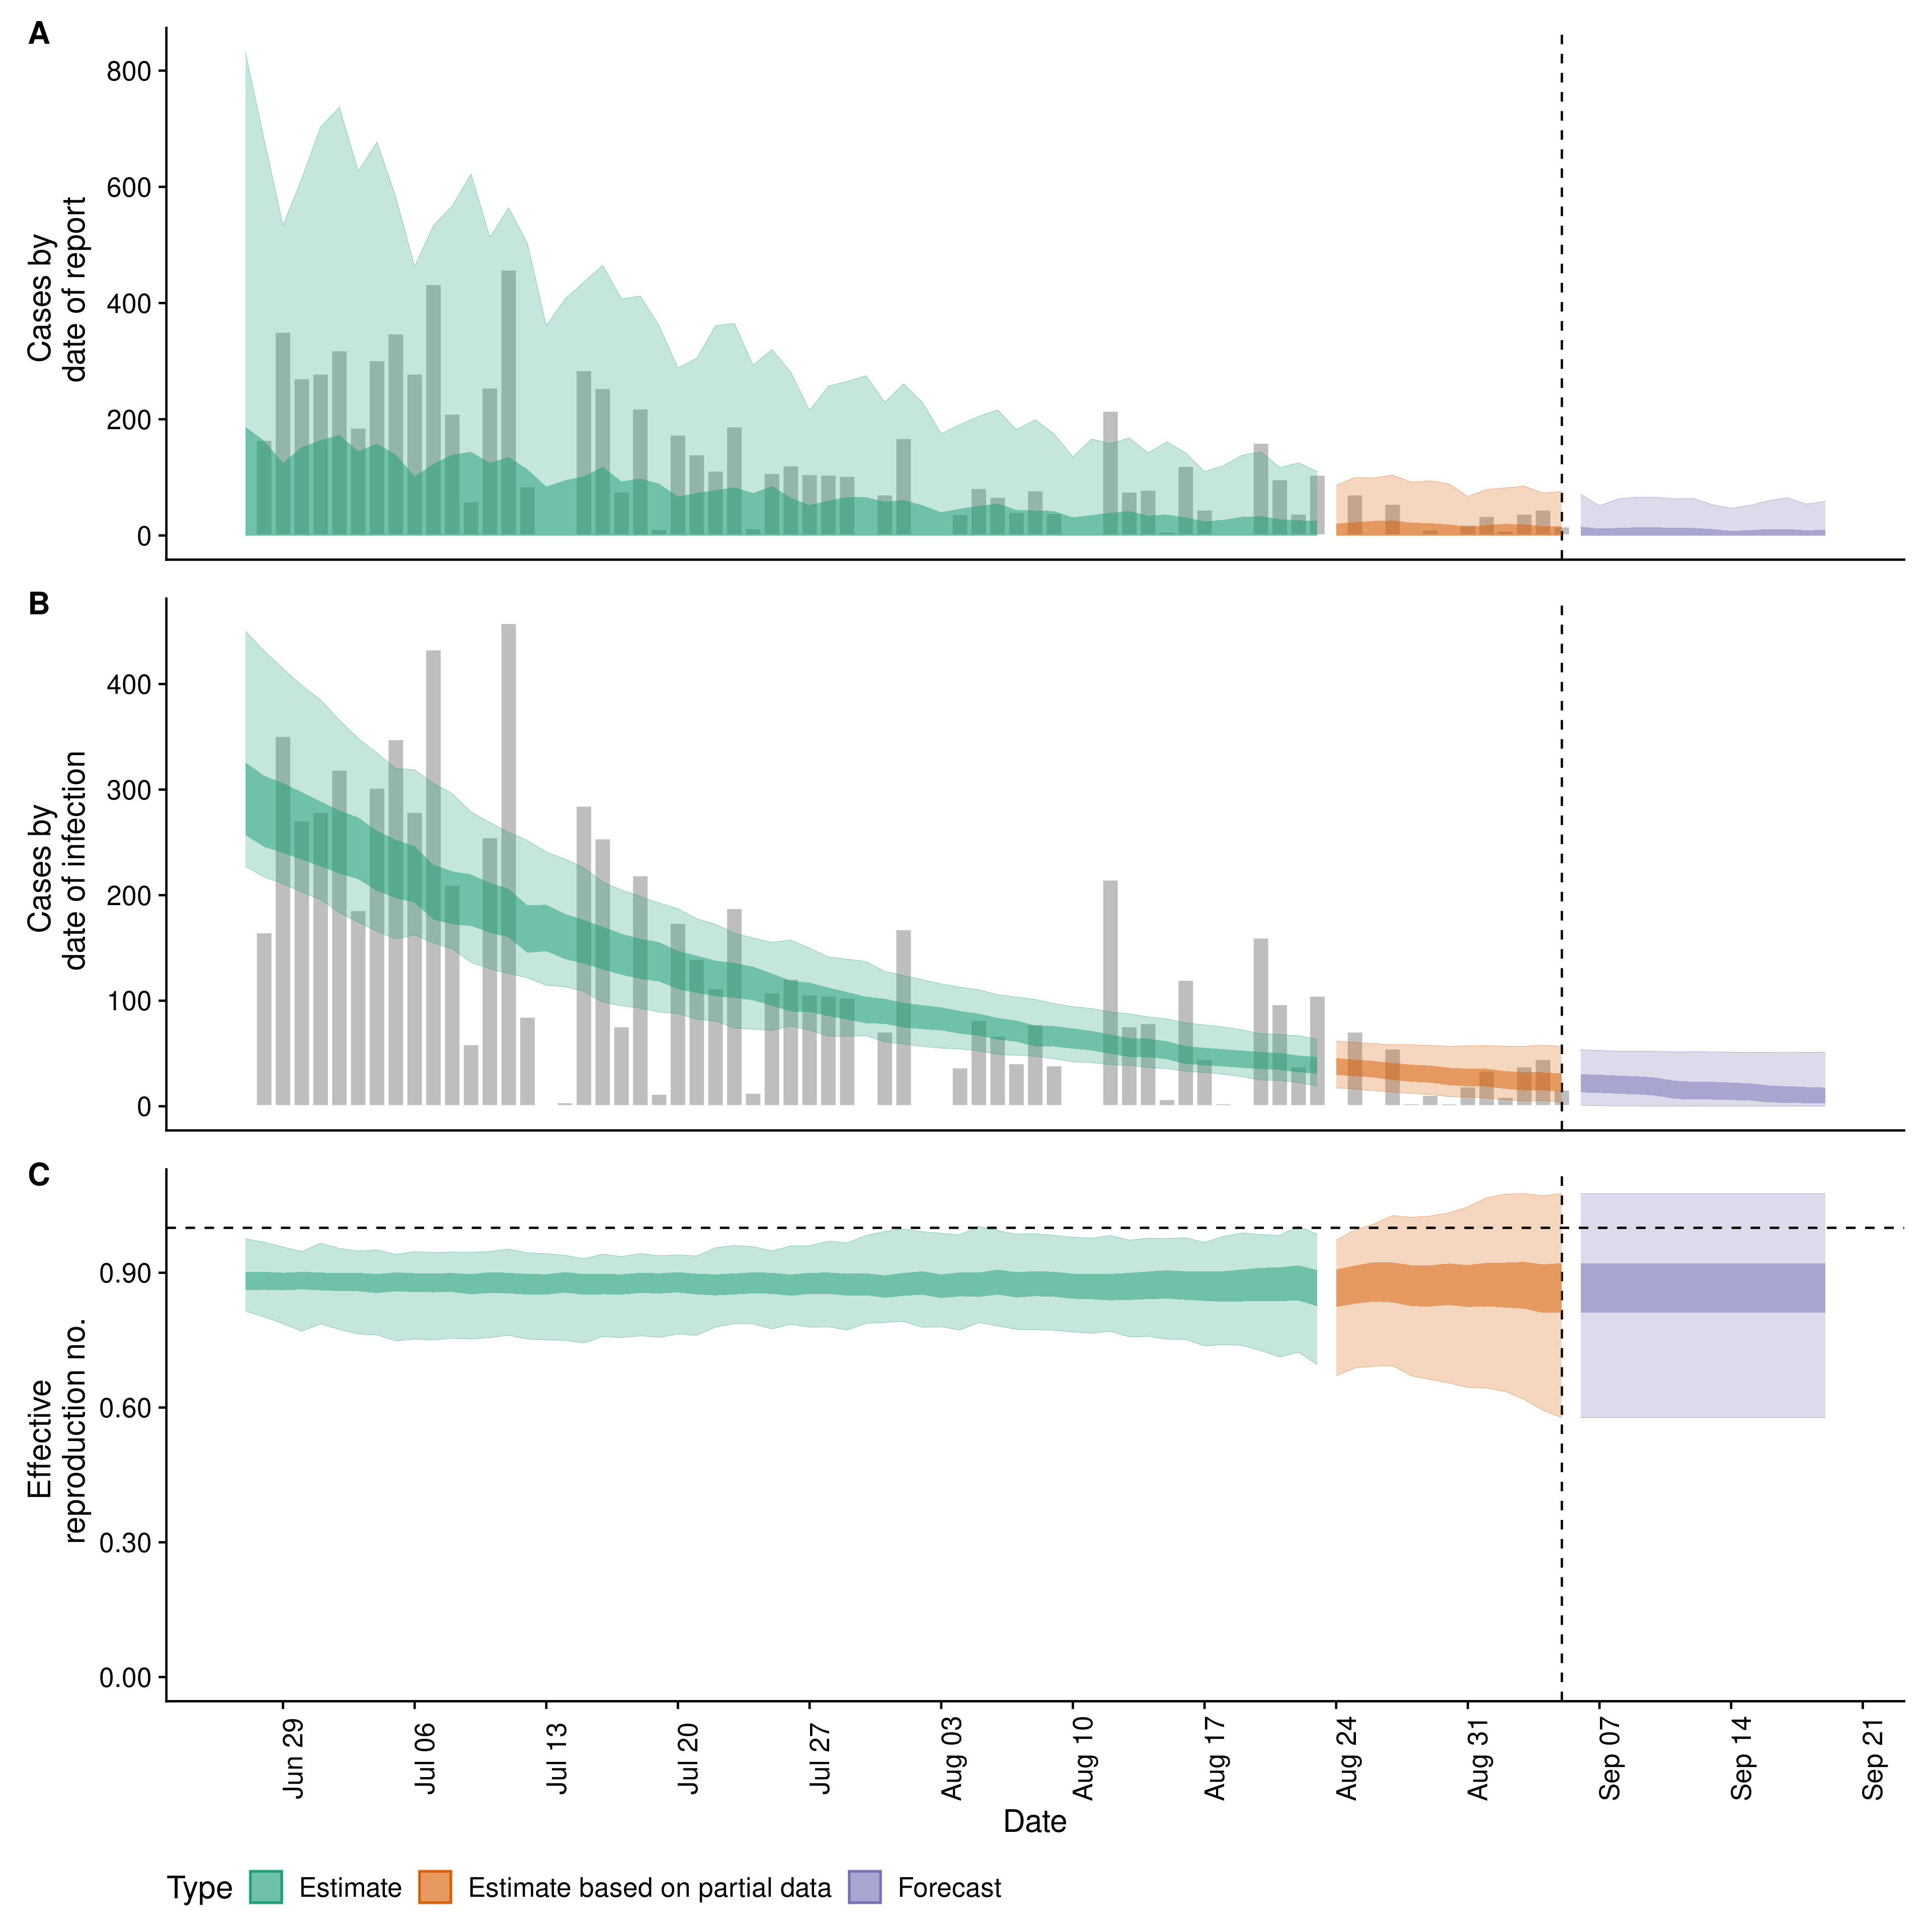 A
Cases by
date of report
800
600
400
200
0
B
Cases by
date of infection
400
300
200
100
0
C
Effective
reproduction no.
0.90
0.60
0.30
0.00
Jun 29
Jul 06
Jul 13
Jul 20
Jul 27
Aug 03
Aug 10
Aug 17
Aug 24
Aug 31
Sep 07
Sep 14
Sep 21
Date
Type Estimate Estimate based on partial data Forecast